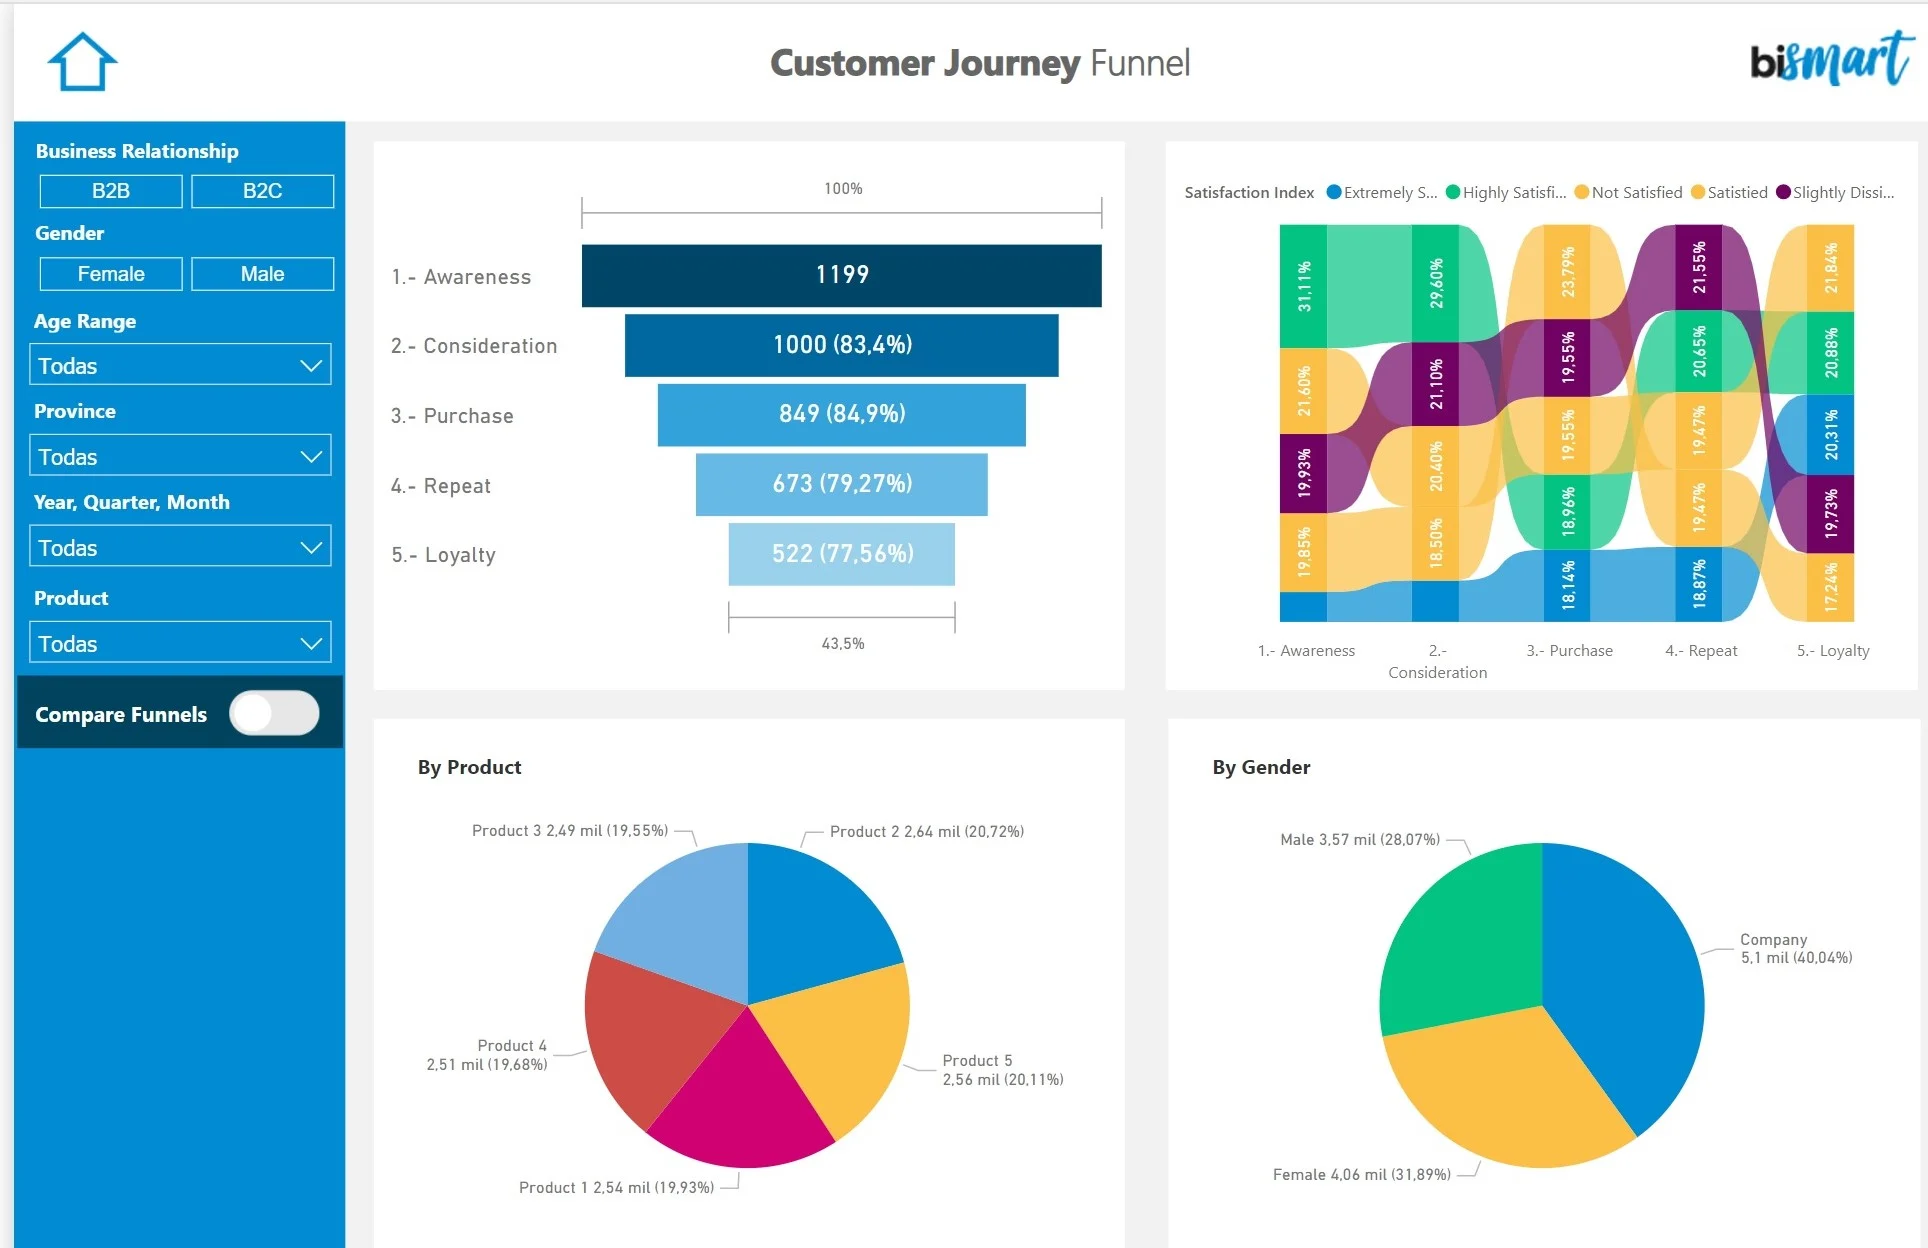 Customer Journey Funnel
bismart
Business Relationship
B2B
B2C
Gender
Female
Male
Age Range
Todas
Province
Todas
Year, Quarter, Month
Todas
Product
Todas
Compare Funnels
100%
1.- Awareness
1199
2.- Consideration
1000 (83,4%)
3.- Purchase
849 (84,9%)
4.- Repeat
673 (79,27%)
5.- Loyalty
522 (77,56%)
43,5%
Satisfaction Index
Extremely S...
Highly Satisfi...
Not Satisfied
Satistied
Slightly Dissi...
31,11%
21,60%
19,93%
19,85%
29,60%
21,10%
20,40%
18,50%
23,79%
19,55%
19,55%
18,96%
18,14%
21,55%
20,65%
19,47%
19,47%
18,87%
21,84%
20,88%
20,31%
19,73%
17,24%
1.- Awareness
2.-
Consideration
3.- Purchase
4.- Repeat
5.- Loyalty
By Product
Product 3 2,49 mil (19,55%)
Product 2 2,64 mil (20,72%)
Product 4
2,51 mil (19,68%)
Product 5
2,56 mil (20,11%)
Product 1 2,54 mil (19,93%)
By Gender
Male 3,57 mil (28,07%)
Company
5,1 mil (40,04%)
Female 4,06 mil (31,89%)